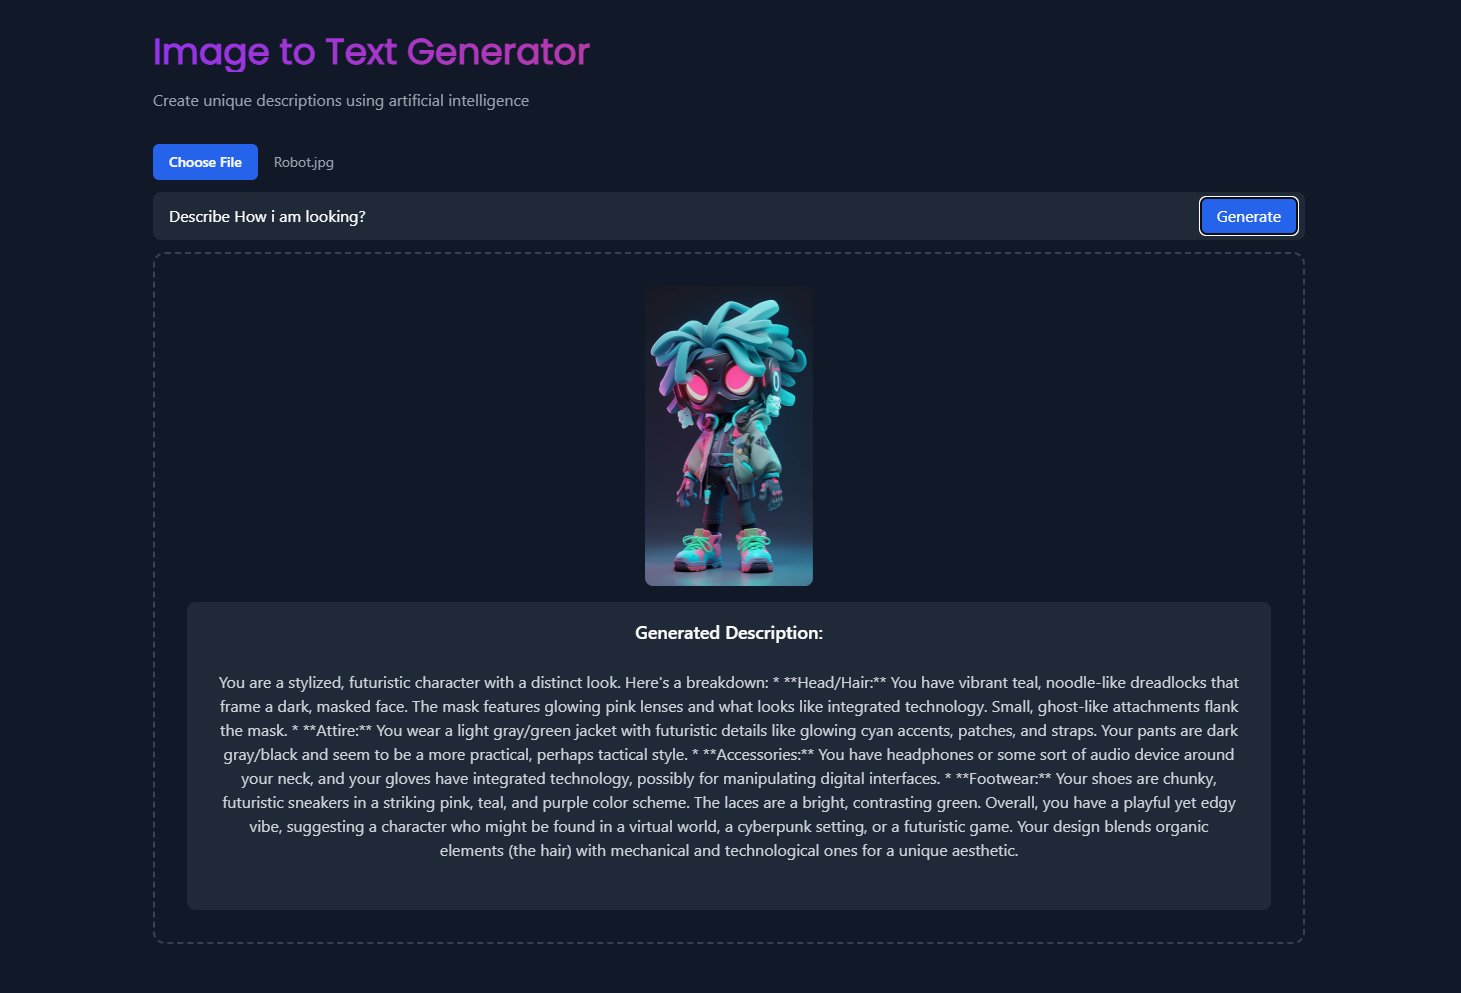 Image to Text Generator
Create unique descriptions using artificial intelligence
Choose File Robot.jpg
Describe How i am looking? Generate
Generated Description:
You are a stylized, futuristic character with a distinct look. Here's a breakdown: * **Head/Hair:** You have vibrant teal, noodle-like dreadlocks that
frame a dark, masked face. The mask features glowing pink lenses and what looks like integrated technology. Small, ghost-like attachments flank
the mask. * **Attire:** You wear a light gray/green jacket with futuristic details like glowing cyan accents, patches, and straps. Your pants are dark
gray/black and seem to be a more practical, perhaps tactical style. * **Accessories:** You have headphones or some sort of audio device around
your neck, and your gloves have integrated technology, possibly for manipulating digital interfaces. * **Footwear:** Your shoes are chunky,
futuristic sneakers in a striking pink, teal, and purple color scheme. The laces are a bright, contrasting green. Overall, you have a playful yet edgy
vibe, suggesting a character who might be found in a virtual world, a cyberpunk setting, or a futuristic game. Your design blends organic
elements (the hair) with mechanical and technological ones for a unique aesthetic.